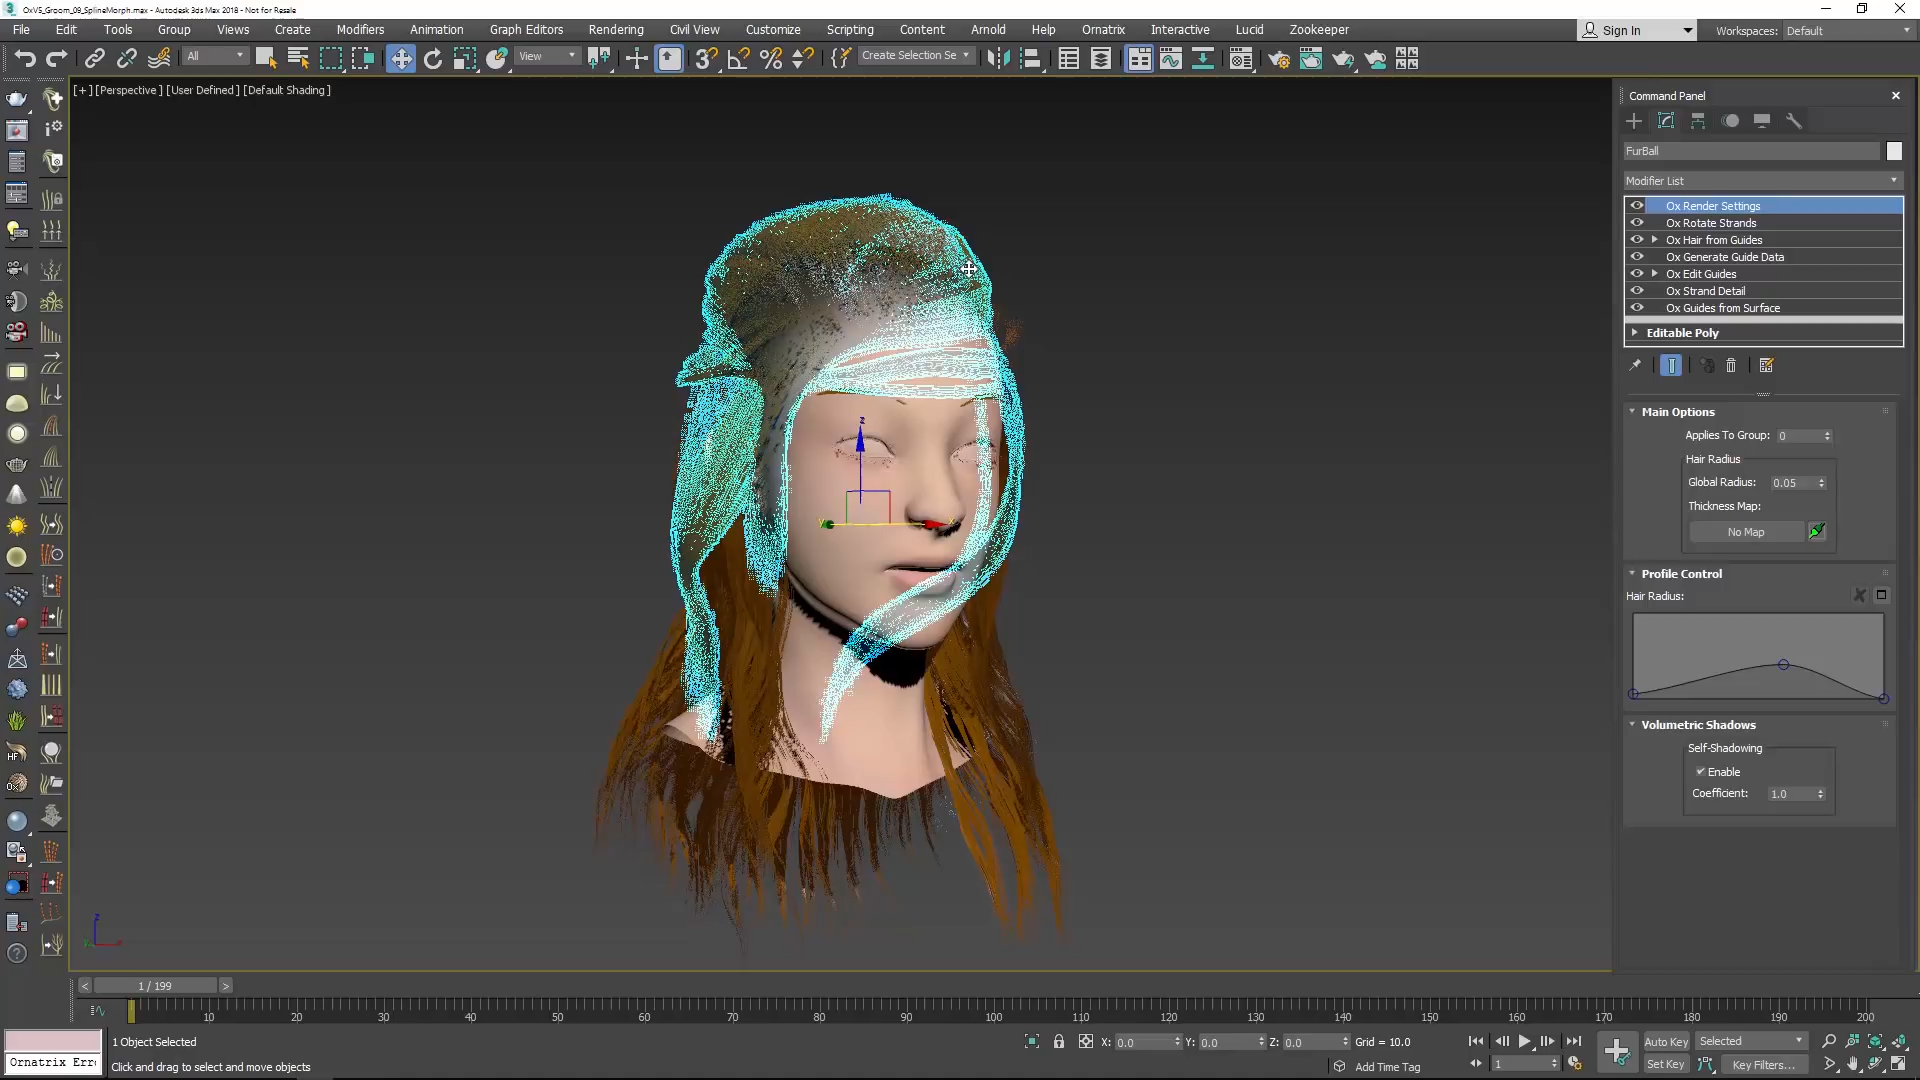 OxV5_Groom_09_SplineMorph.max - Autodesk 3ds Max 2018 - Not for Resale
File Edit Tools Group Views Create Modifiers Animation Graph Editors Rendering Civil View Customize Scripting Content Arnold Help Ornatrix Interactive Lucid Zookeeper Sign In Workspaces: Default
All View Create Selection Se
[+] [Perspective ] [User Defined ] [Default Shading ]
Command Panel
FurBall
Modifier List
Ox Render Settings
Ox Rotate Strands
Ox Hair from Guides
Ox Generate Guide Data
Ox Edit Guides
Ox Strand Detail
Ox Guides from Surface
Editable Poly
Main Options
Applies To Group: 0
Hair Radius
Global Radius: 0.05
Thickness Map:
No Map
Profile Control
Hair Radius:
Volumetric Shadows
Self-Shadowing
Enable
Coefficient: 1.0
HF
z
y x
z
x
< 1 / 199 >
10 20 30 40 50 60 70 80 90 100 110 120 130 140 150 160 170 180 190 200
1 Object Selected X: 0.0 Y: 0.0 Z: 0.0 Grid = 10.0 Auto Key Selected
Ornatrix Err Click and drag to select and move objects Add Time Tag 1 Set Key Key Filters...